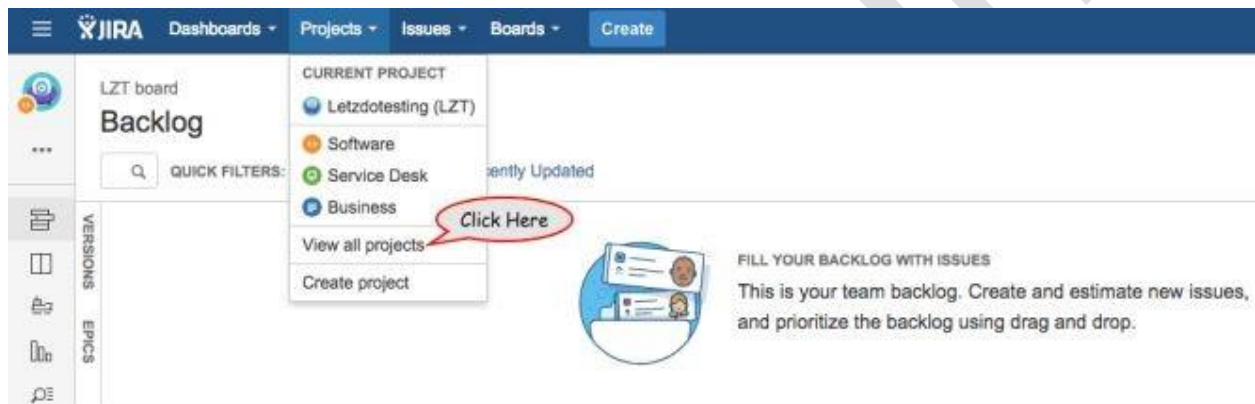 JIRA Dashboards Projects Issues Boards Create
LZT board
Backlog
QUICK FILTERS:
ently Updated
CURRENT PROJECT
Letzdotesting (LZT)
Software
Service Desk
Business
View all projects
Create project
Click Here
VERSIONS
EPICS
FILL YOUR BACKLOG WITH ISSUES
This is your team backlog. Create and estimate new issues,
and prioritize the backlog using drag and drop.